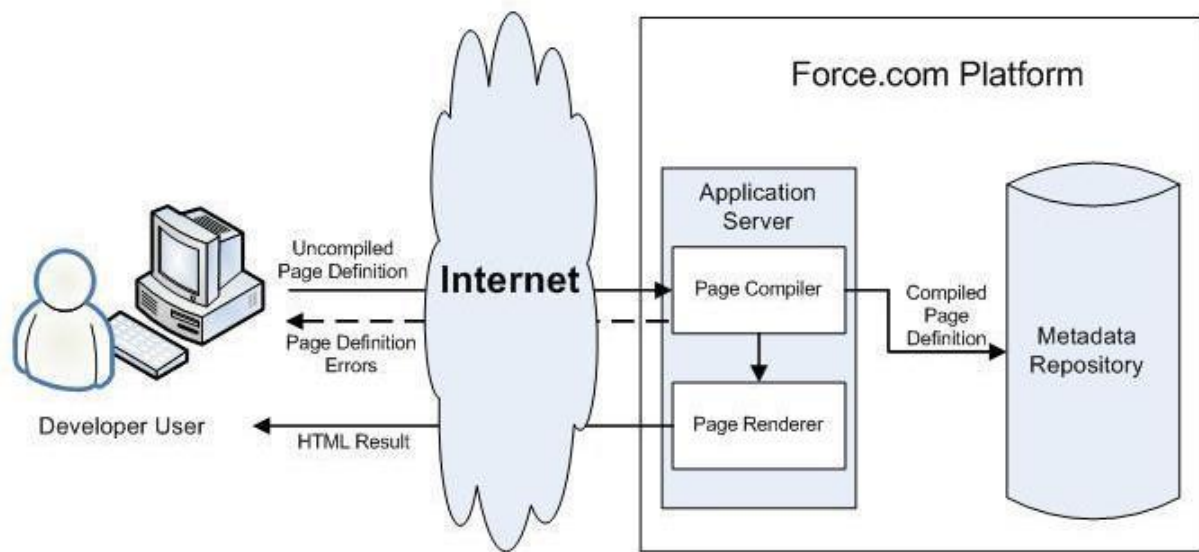 Force.com Platform
Application
Server
Uncompiled
Page Definition
Internet
Page Compiler
Compiled
Page
Definition
Metadata
Repository
Page Definition
Errors
Developer User
HTML Result
Page Renderer